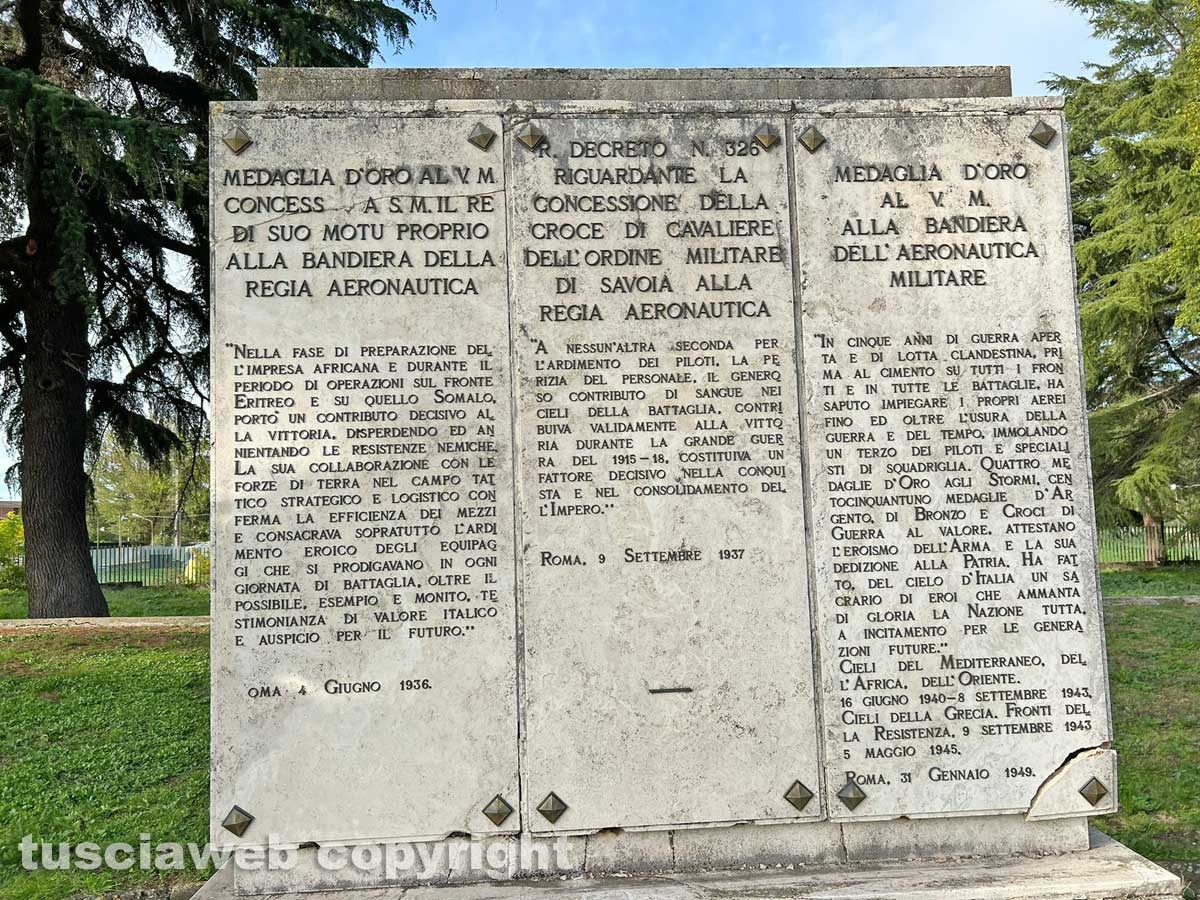 MEDAGLIA D'ORO AL V. M
CONCESS A S.M. IL RE
DI SUO MOTU PROPRIO
ALLA BANDIERA DELLA
REGIA AERONAUTICA
"NELLA FASE DI PREPARAZIONE DEL
L'IMPRESA AFRICANA E DURANTE IL
PERIODO DI OPERAZIONI SUL FRONTE
ERITREO E SU QUELLO SOMALO,
PORTO' UN CONTRIBUTO DECISIVO AL
LA VITTORIA, DISPERDENDO ED AN
NIENTANDO LE RESISTENZE NEMICHE.
LA SUA COLLABORAZIONE CON LE
FORZE DI TERRA NEL CAMPO TAT
TICO STRATEGICO E LOGISTICO CON
FERMA LA EFFICIENZA DEI MEZZI
E CONSACRAVA SOPRATUTTO L'ARDI
MENTO EROICO DEGLI EQUIPAG
GI CHE SI PRODIGAVANO IN OGNI
GIORNATA DI BATTAGLIA, OLTRE IL
POSSIBILE, ESEMPIO E MONITO, TE
STIMONIANZA DI VALORE ITALICO
E AUSPICIO PER IL FUTURO."
OMA 4 GIUGNO 1936.
R. DECRETO N. 326
RIGUARDANTE LA
CONCESSIONE DELLA
CROCE DI CAVALIERE
DELL'ORDINE MILITARE
DI SAVOIA ALLA
REGIA AERONAUTICA
"A NESSUN'ALTRA SECONDA PER
L'ARDIMENTO DEI PILOTI, LA PE
RIZIA DEL PERSONALE, IL GENERO
SO CONTRIBUTO DI SANGUE NEI
CIELI DELLA BATTAGLIA, CONTRI
BUIVA VALIDAMENTE ALLA VITTO
RIA DURANTE LA GRANDE GUER
RA DEL 1915-18, COSTITUIVA UN
FATTORE DECISIVO NELLA CONQUI
STA E NEL CONSOLIDAMENTO DEL
L'IMPERO."
ROMA, 9 SETTEMBRE 1937
MEDAGLIA D'ORO
AL V. M.
ALLA BANDIERA
DELL'AERONAUTICA
MILITARE
"IN CINQUE ANNI DI GUERRA APER
TA E DI LOTTA CLANDESTINA, PRI
MA AL CIMENTO SU TUTTI I FRON
TI E IN TUTTE LE BATTAGLIE, HA
SAPUTO IMPIEGARE I PROPRI AEREI
FINO ED OLTRE L'USURA DELLA
GUERRA E DEL TEMPO, IMMOLANDO
UN TERZO DEI PILOTI E SPECIALI
STI DI SQUADRIGLIA. QUATTRO ME
DAGLIE D'ORO AGLI STORMI, CEN
TOCINQUANTUNO MEDAGLIE D'AR
GENTO, DI BRONZO E CROCI DI
GUERRA AL VALORE, ATTESTANO
L'EROISMO DELL'ARMA E LA SUA
DEDIZIONE ALLA PATRIA. HA FAT
TO, DEL CIELO D'ITALIA UN SA
CRARIO DI EROI CHE AMMANTA
DI GLORIA LA NAZIONE TUTTA,
A INCITAMENTO PER LE GENERA
ZIONI FUTURE."
CIELI DEL MEDITERRANEO, DEL
L'AFRICA, DELL'ORIENTE.
16 GIUGNO 1940-8 SETTEMBRE 1943,
CIELI DELLA GRECIA. FRONTI DEL
LA RESISTENZA, 9 SETTEMBRE 1943
5 MAGGIO 1945.
ROMA, 31 GENNAIO 1949.
tusciaweb copyright